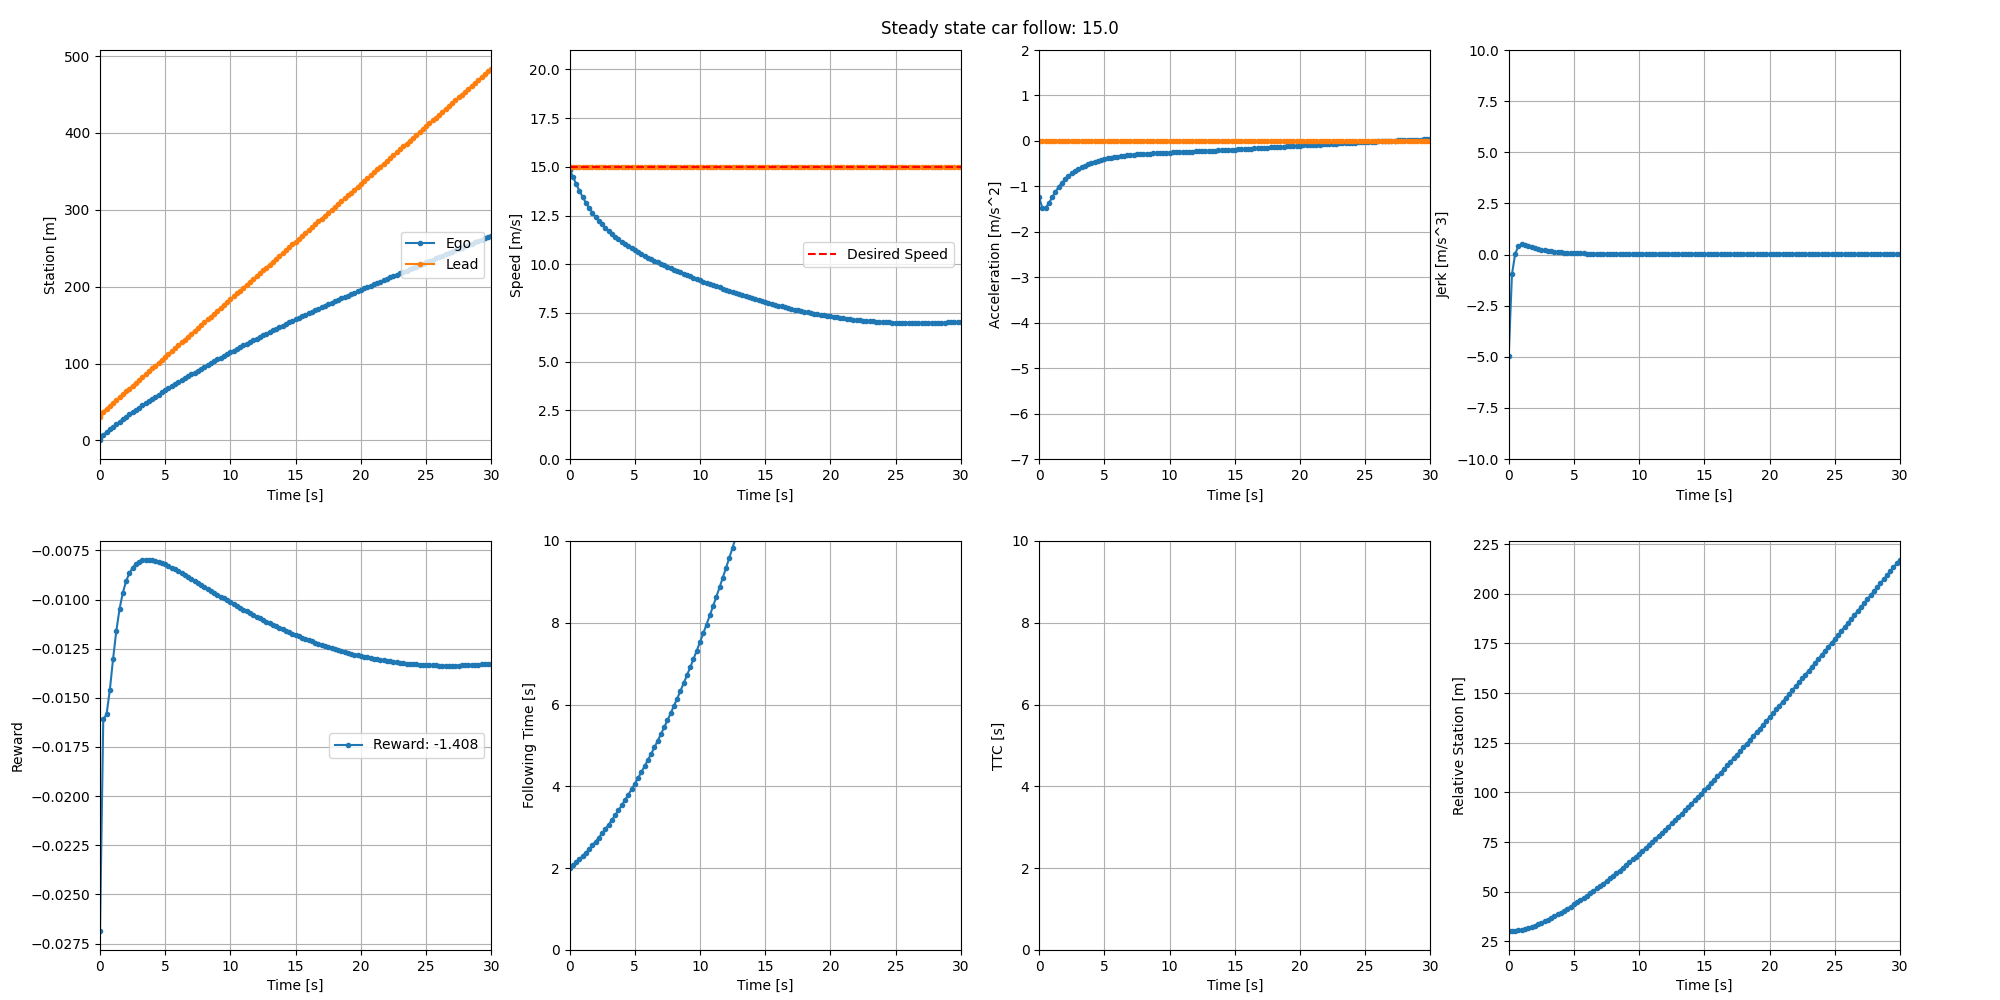 Steady state car follow: 15.0
500
400
300
200
100
0
Station [m]
Ego
Lead
0 5 10 15 20 25 30
Time [s]
20.0
17.5
15.0
12.5
10.0
7.5
5.0
2.5
0.0
Speed [m/s]
Desired Speed
0 5 10 15 20 25 30
Time [s]
2
1
0
−1
−2
−3
−4
−5
−6
−7
Acceleration [m/s^2]
0 5 10 15 20 25 30
Time [s]
10.0
7.5
5.0
2.5
0.0
−2.5
−5.0
−7.5
−10.0
Jerk [m/s^3]
0 5 10 15 20 25 30
Time [s]
−0.0075
−0.0100
−0.0125
−0.0150
−0.0175
−0.0200
−0.0225
−0.0250
−0.0275
Reward
Reward: -1.408
0 5 10 15 20 25 30
Time [s]
10
8
6
4
2
0
Following Time [s]
0 5 10 15 20 25 30
Time [s]
10
8
6
4
2
0
TTC [s]
0 5 10 15 20 25 30
Time [s]
225
200
175
150
125
100
75
50
25
Relative Station [m]
0 5 10 15 20 25 30
Time [s]